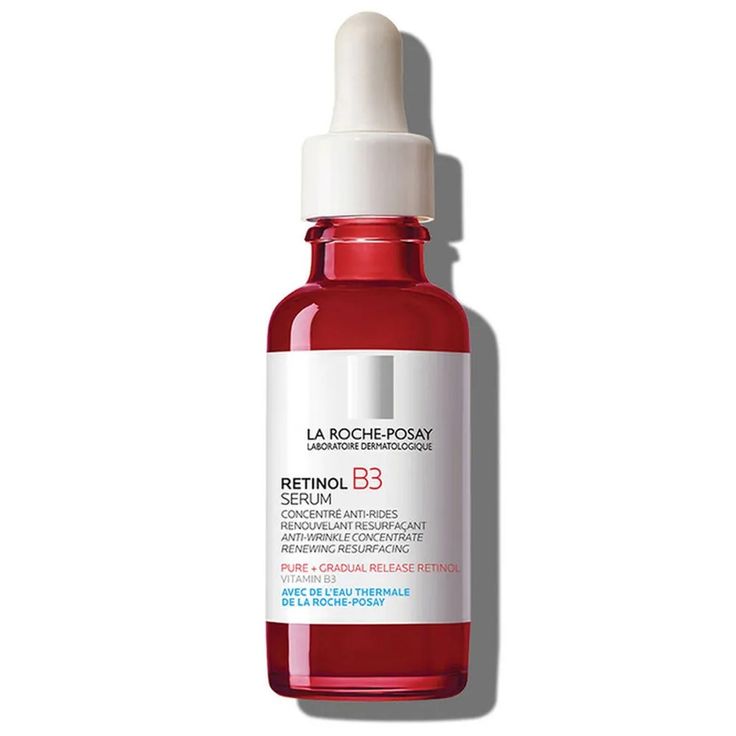 LA ROCHE-POSAY
LABORATOIRE DERMATOLOGIQUE
RETINOL B3
SERUM
CONCENTRÉ ANTI-RIDES
RENOUVELANT RESURFAÇANT
ANTI-WRINKLE CONCENTRATE
RENEWING RESURFACING
PURE + GRADUAL RELEASE RETINOL
VITAMIN B3
AVEC DE L'EAU THERMALE
DE LA ROCHE-POSAY